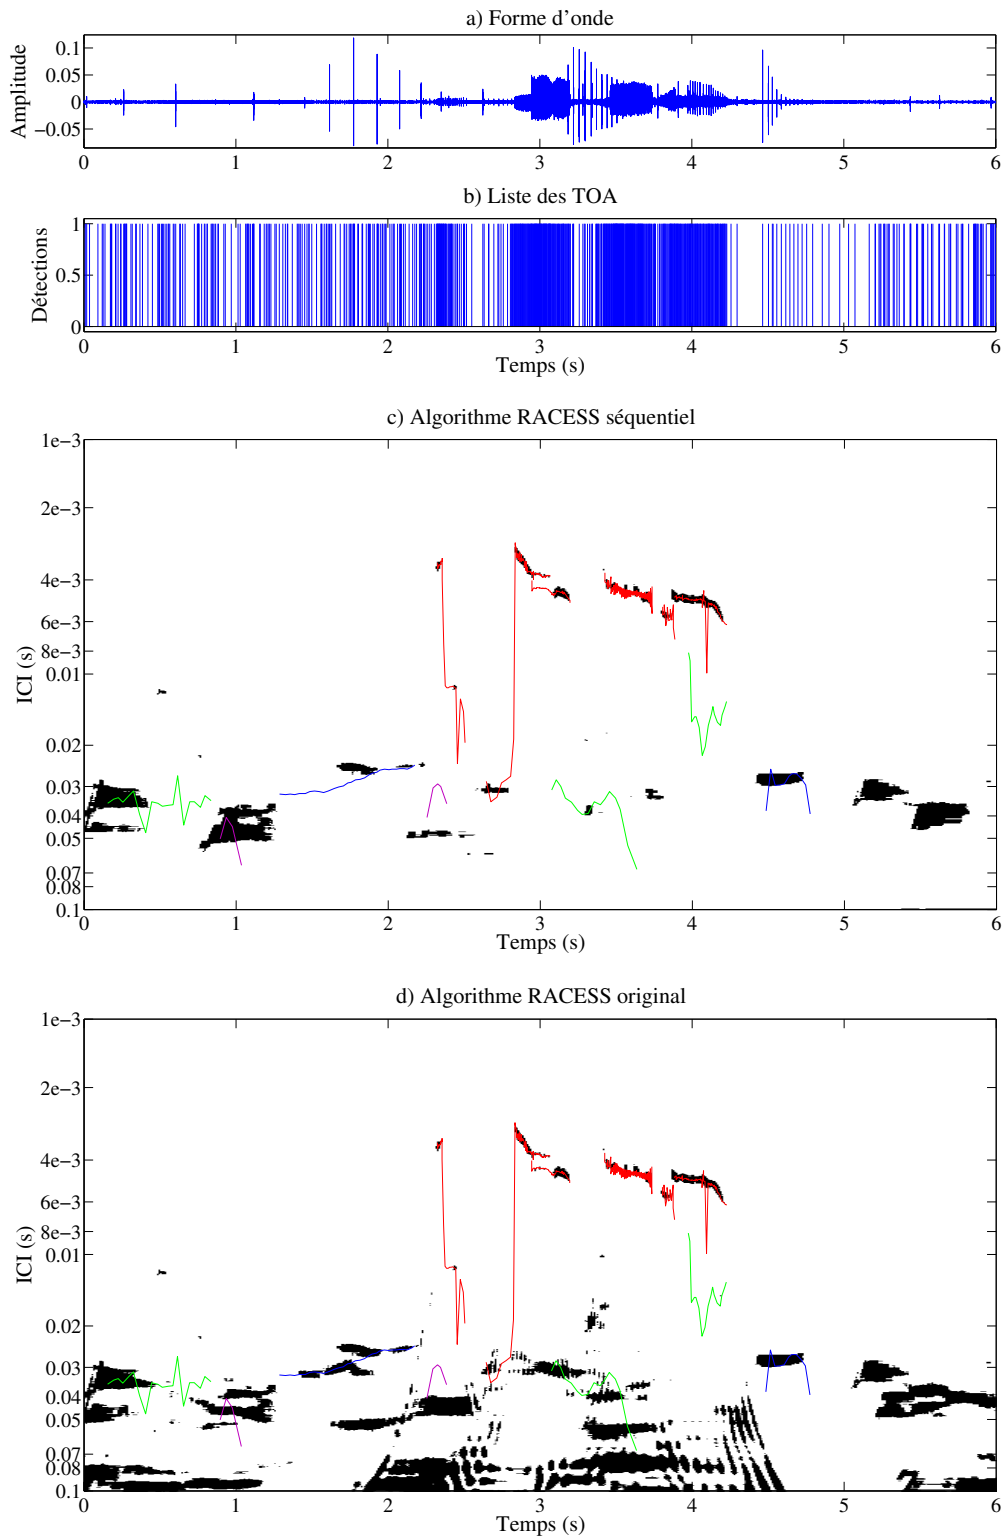 a) Forme d'onde
Amplitude
0.1
0.05
0
−0.05
0 1 2 3 4 5 6
b) Liste des TOA
Détections
1
0.5
0
0 1 2 3 4 5 6
Temps (s)
c) Algorithme RACESS séquentiel
ICI (s)
1e−3
2e−3
4e−3
6e−3
8e−3
0.01
0.02
0.03
0.04
0.05
0.07
0.08
0.1
0 1 2 3 4 5 6
Temps (s)
d) Algorithme RACESS original
ICI (s)
1e−3
2e−3
4e−3
6e−3
8e−3
0.01
0.02
0.03
0.04
0.05
0.07
0.08
0.1
0 1 2 3 4 5 6
Temps (s)